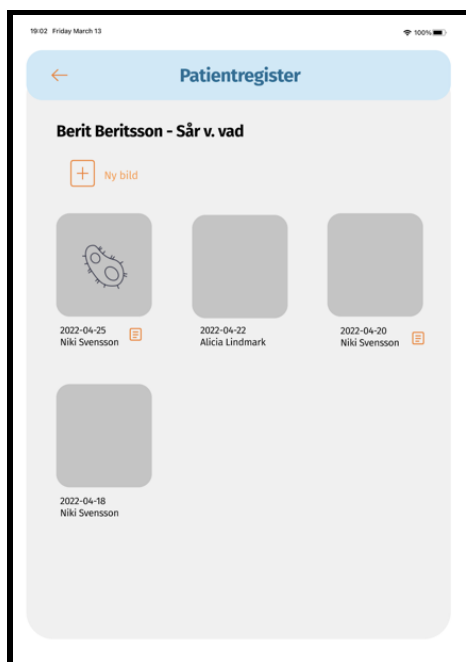 19:02 Friday March 13
100%
Patientregister
Berit Beritsson - Sår v. vad
Ny bild
2022-04-25
Niki Svensson
2022-04-22
Alicia Lindmark
2022-04-20
Niki Svensson
2022-04-18
Niki Svensson